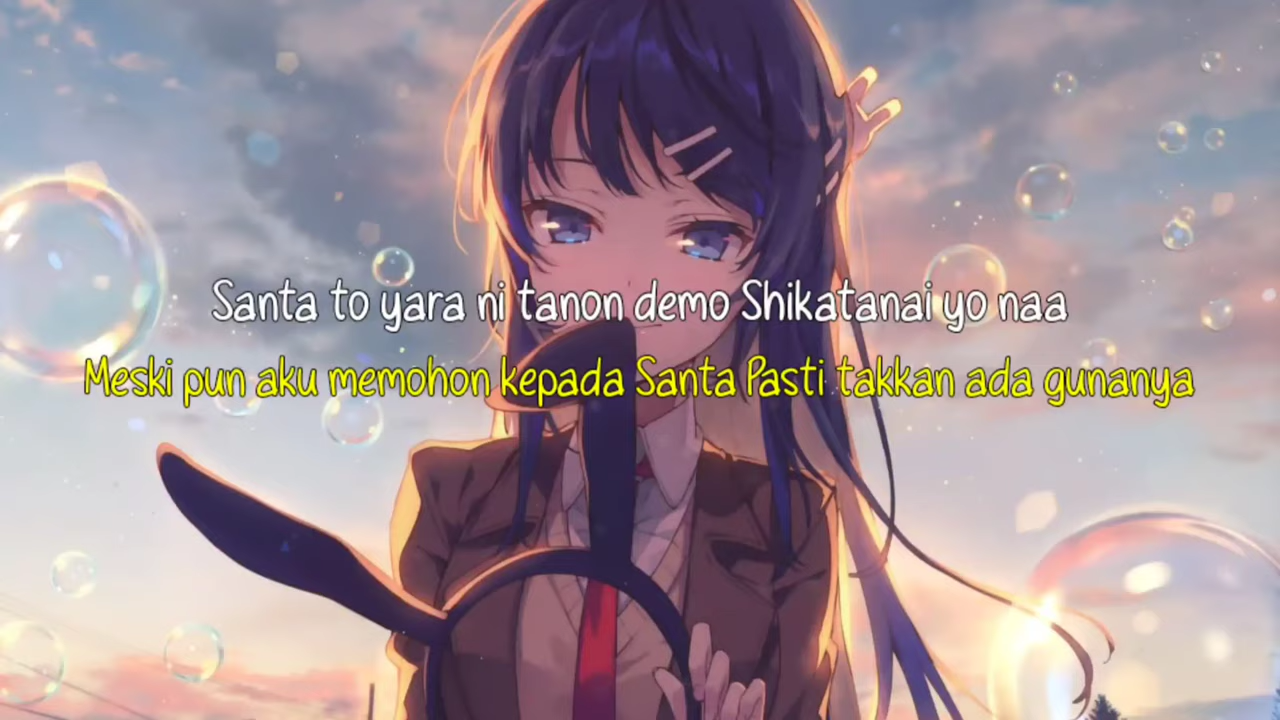 Santa to yara ni tanon demo Shikatanai yo naa
Meski pun aku memohon kepada Santa Pasti takkan ada gunanya